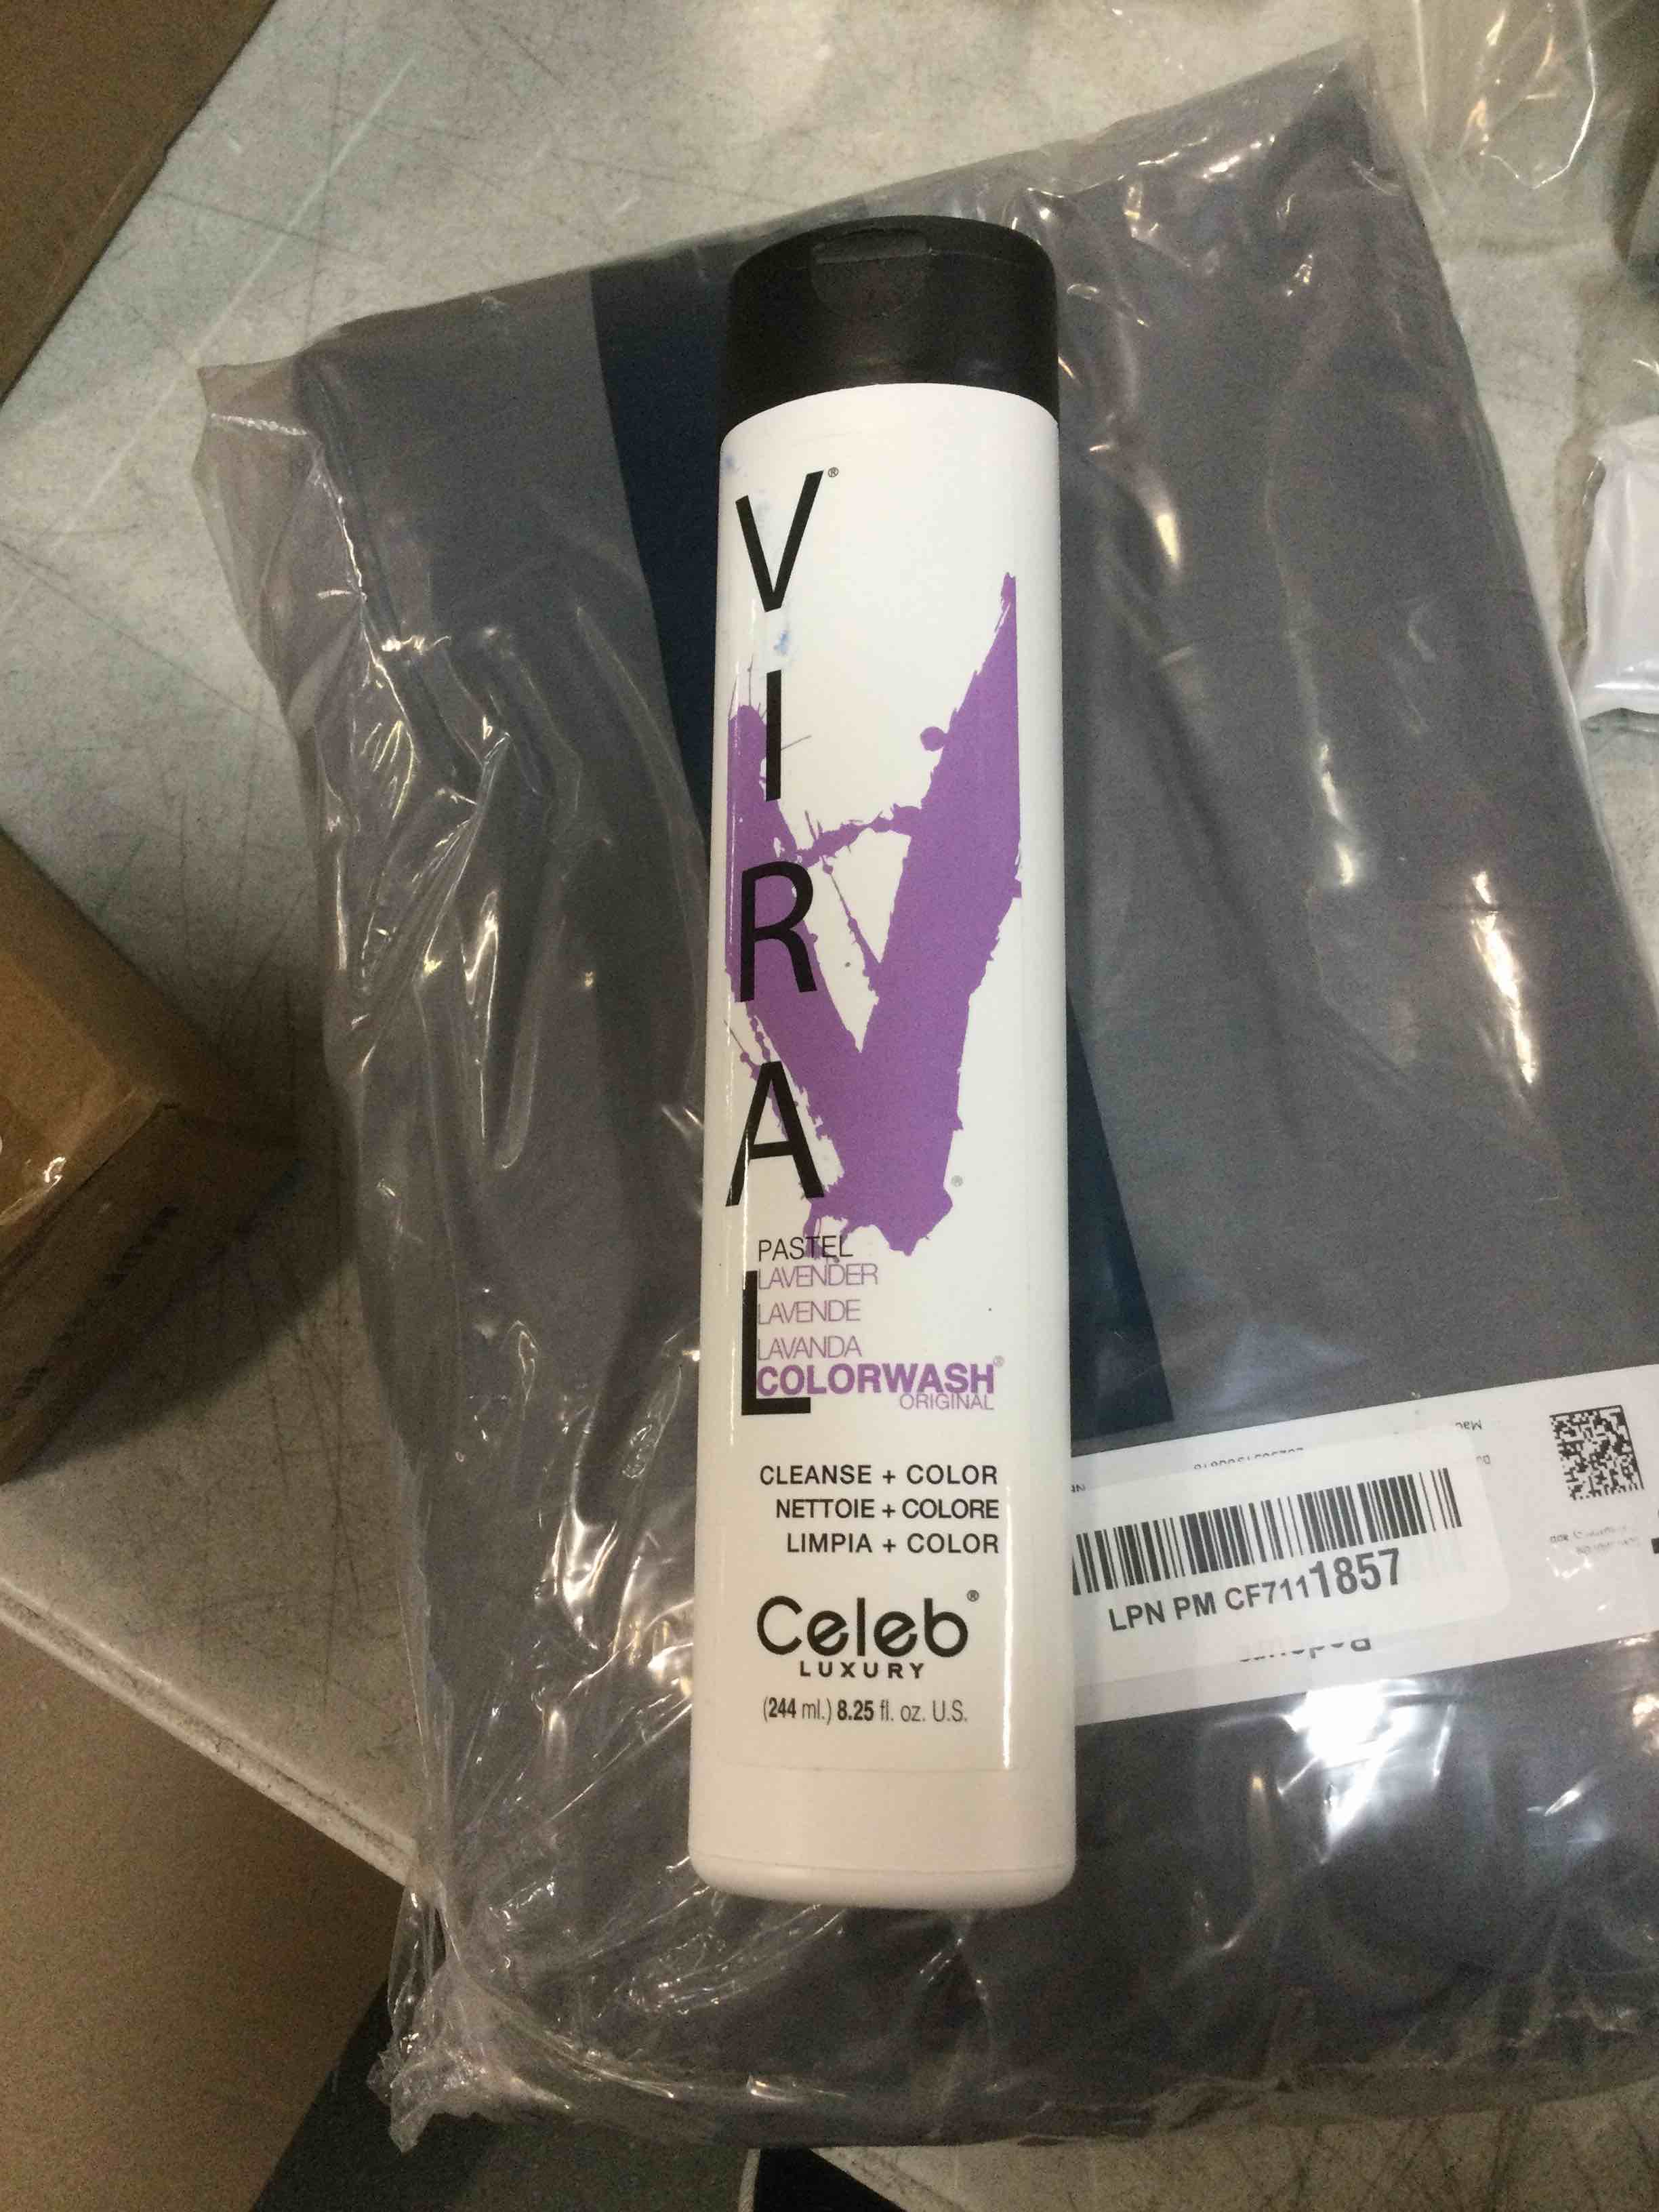 VIRAL®
PASTEL
LAVENDER
LAVENDE
LAVANDA
COLORWASH®
ORIGINAL
CLEANSE + COLOR
NETTOIE + COLORE
LIMPIA + COLOR
Celeb®
LUXURY
(244 ml.) 8.25 fl. oz. U.S.
LPN PM CF7111857